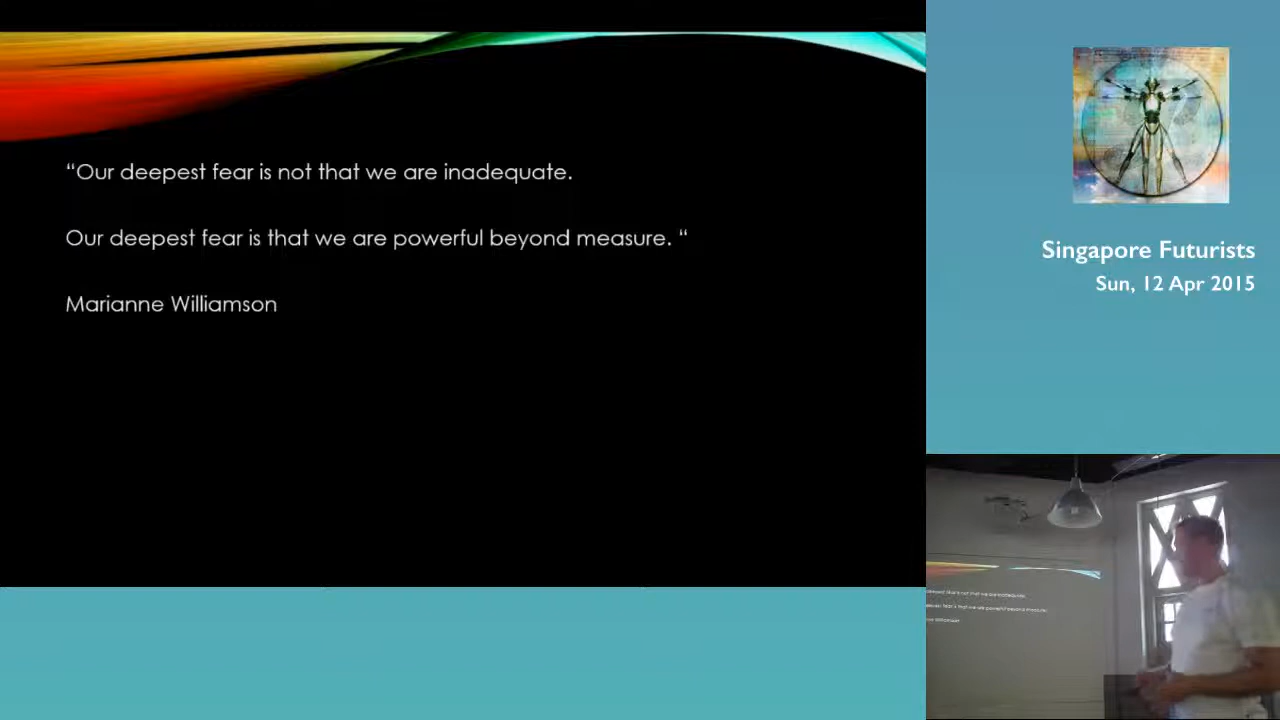 “Our deepest fear is not that we are inadequate.
Our deepest fear is that we are powerful beyond measure. “
Marianne Williamson
Singapore Futurists
Sun, 12 Apr 2015